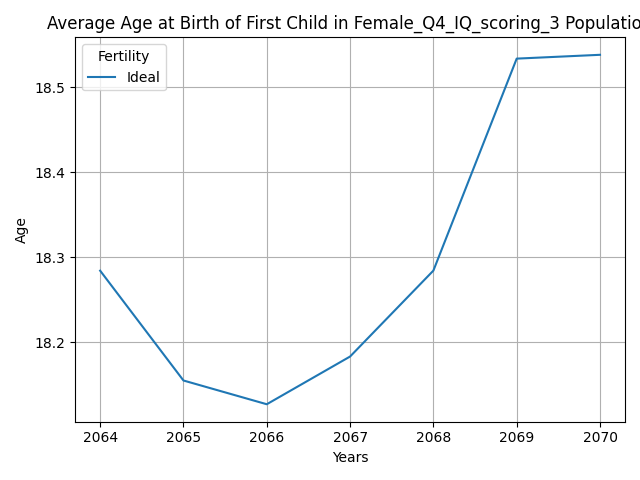 Average Age at Birth of First Child in Female_Q4_IQ_scoring_3 Populatio
Fertility
Ideal
18.5
18.4
18.3
18.2
Age
2064 2065 2066 2067 2068 2069 2070
Years